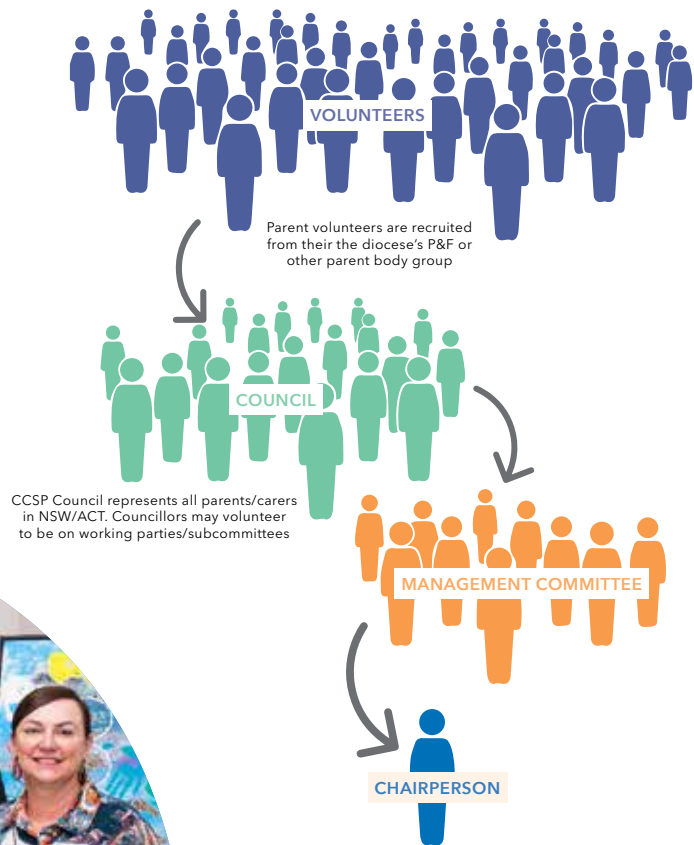 VOLUNTEERS
Parent volunteers are recruited
from their the diocese's P&F or
other parent body group
COUNCIL
CCSP Council represents all parents/carers
in NSW/ACT. Councillors may volunteer
to be on working parties/subcommittees
MANAGEMENT COMMITTEE
CHAIRPERSON